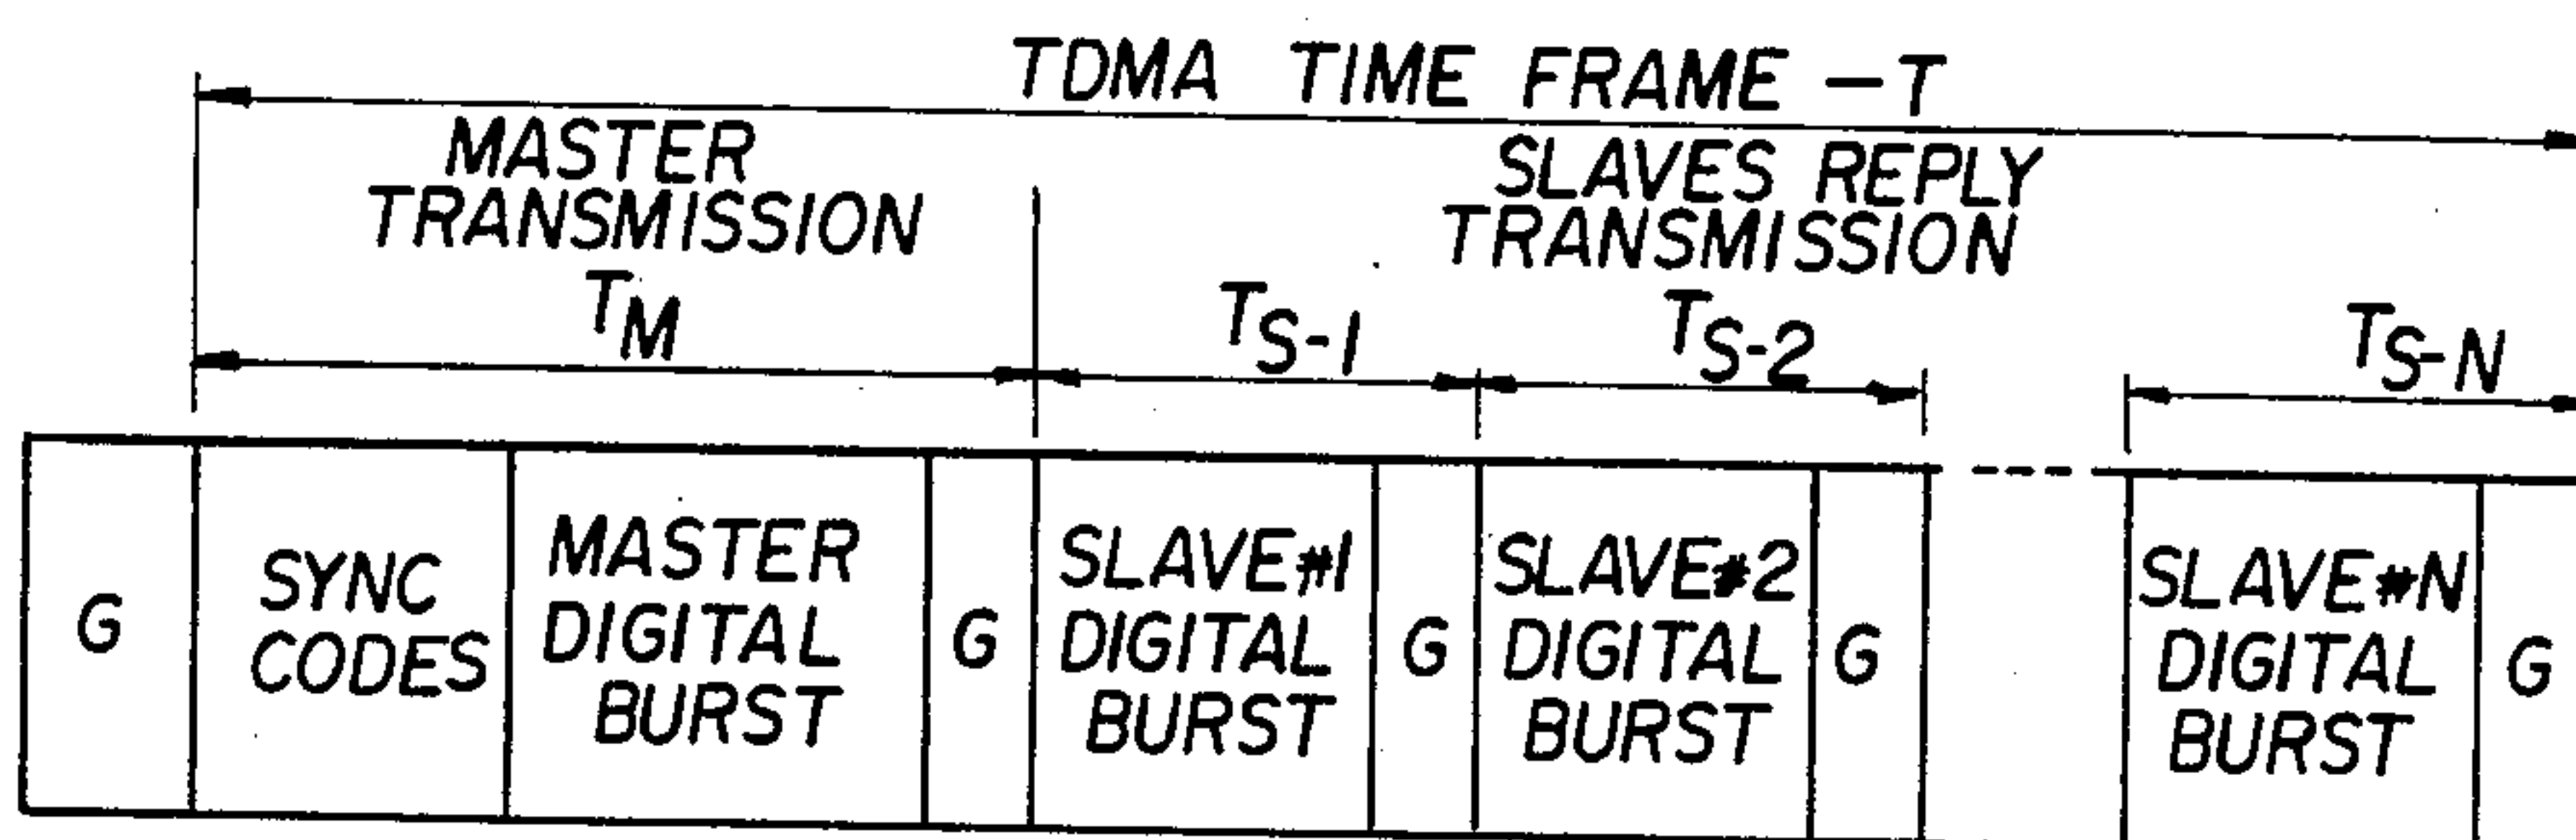 TDMA TIME FRAME - T
MASTER
TRANSMISSION
TM
SLAVES REPLY
TRANSMISSION
TS-1
TS-2
TS-N
G
SYNC
CODES
MASTER
DIGITAL
BURST
G
SLAVE#1
DIGITAL
BURST
G
SLAVE#2
DIGITAL
BURST
G
SLAVE#N
DIGITAL
BURST
G